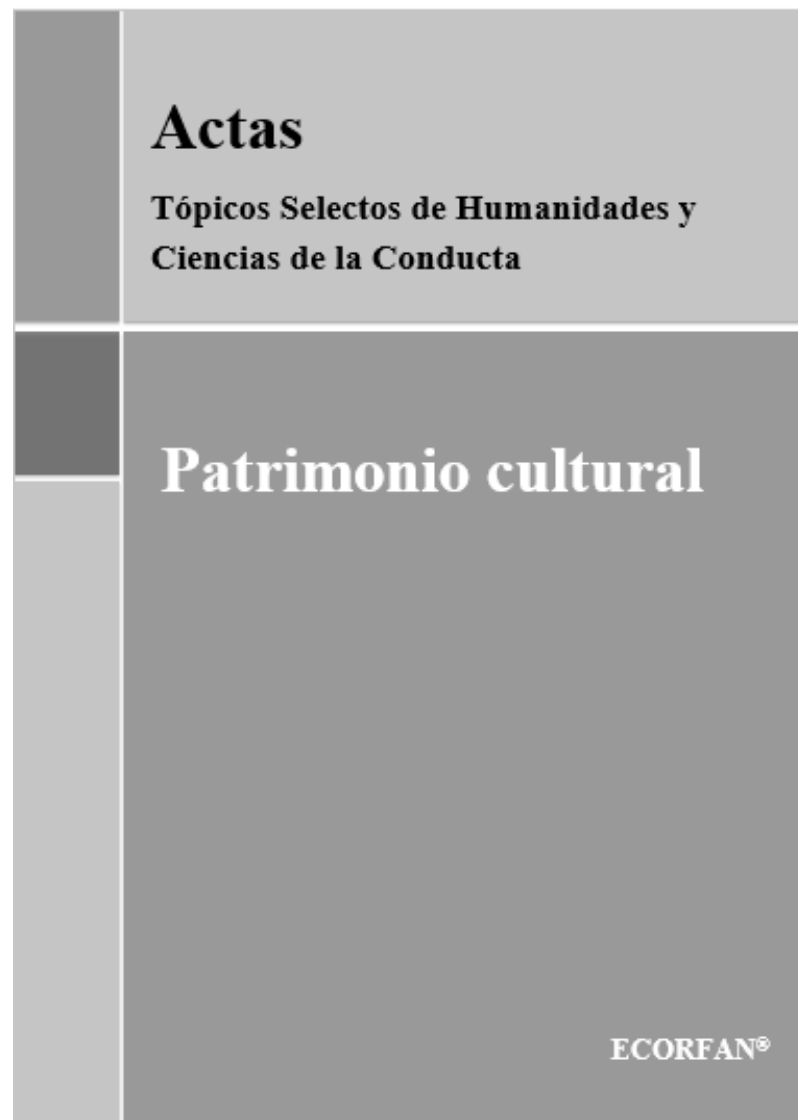 Actas
Tópicos Selectos de Humanidades y
Ciencias de la Conducta
Patrimonio cultural
ECORFAN®